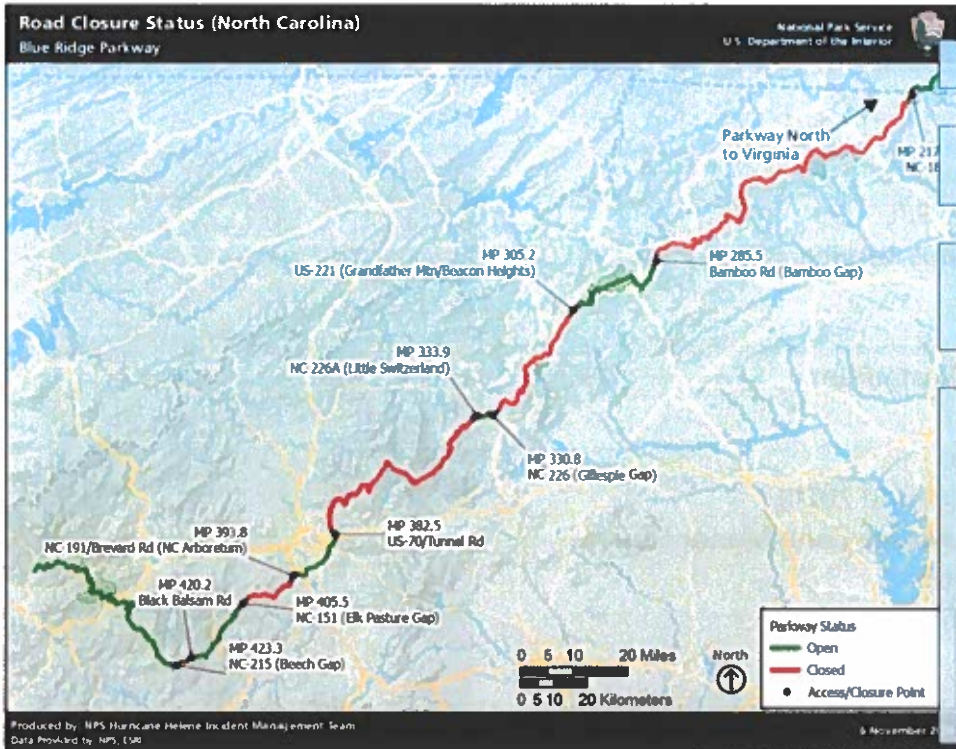 Road Closure Status (North Carolina)
Blue Ridge Parkway
National Park Service
U.S. Department of the Interior
Parkway North
to Virginia
MP 217
NC-18
MP 305.2
US-221 (Grandfather Mtn/Beacon Heights)
MP 285.5
Bamboo Rd (Bamboo Gap)
MP 333.9
NC-226A (Little Switzerland)
MP 330.8
NC 226 (Gillespie Gap)
MP 393.8
NC-191/Brevard Rd (NC Arboretum)
MP 382.5
US-70/Tunnel Rd
MP 420.2
Black Balsam Rd
MP 405.5
NC-151 (Elk Pasture Gap)
MP 423.3
NC-215 (Beech Gap)
0 5 10 20 Miles
0 5 10 20 Kilometers
North
Parkway Status
Open
Closed
Access/Closure Point
Produced by: NPS Hurricane Helene Incident Management Team
Data Provided by: NPS, ESRI
6 November